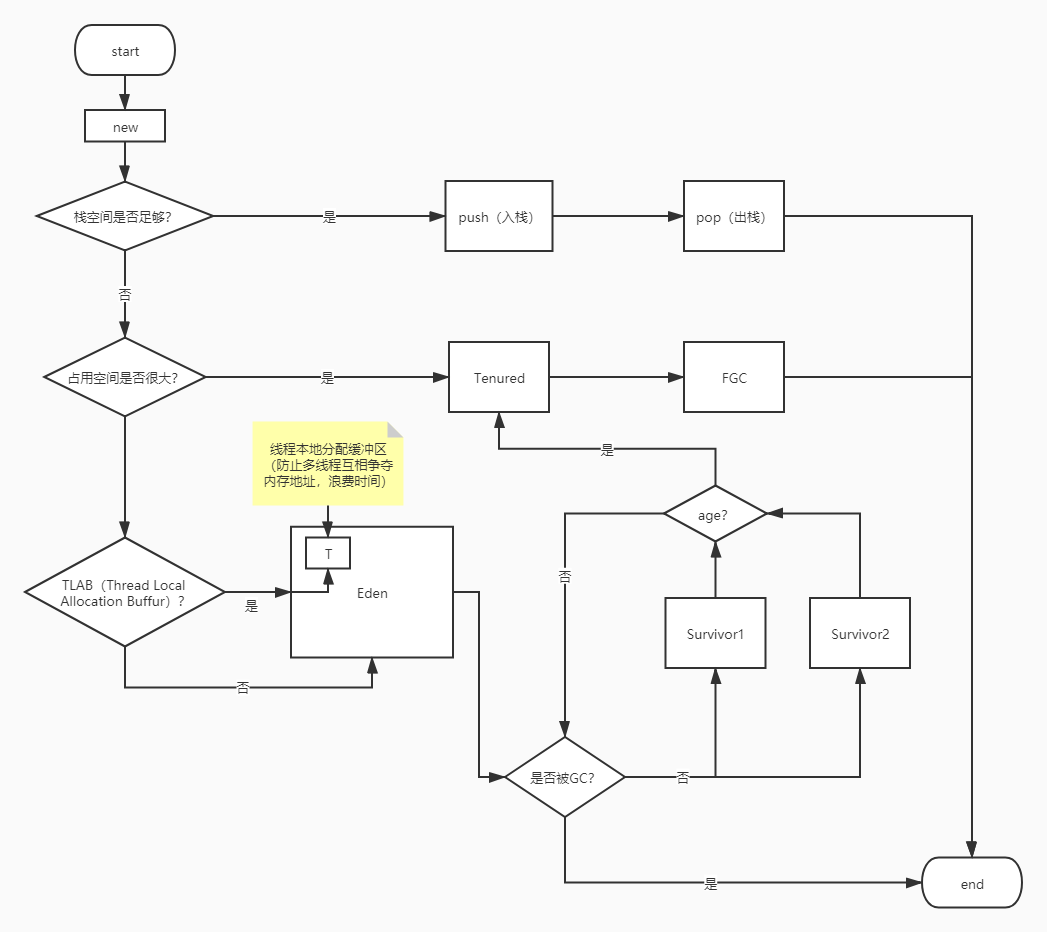 start
new
栈空间是否足够?
是
push（入栈）
pop（出栈）
否
占用空间是否很大?
是
Tenured
FGC
线程本地分配缓冲区
（防止多线程互相争夺
内存地址，浪费时间）
是
age?
T
Eden
TLAB（Thread Local
Allocation Buffur）?
是
否
否
Survivor1
Survivor2
是否被GC?
否
是
end